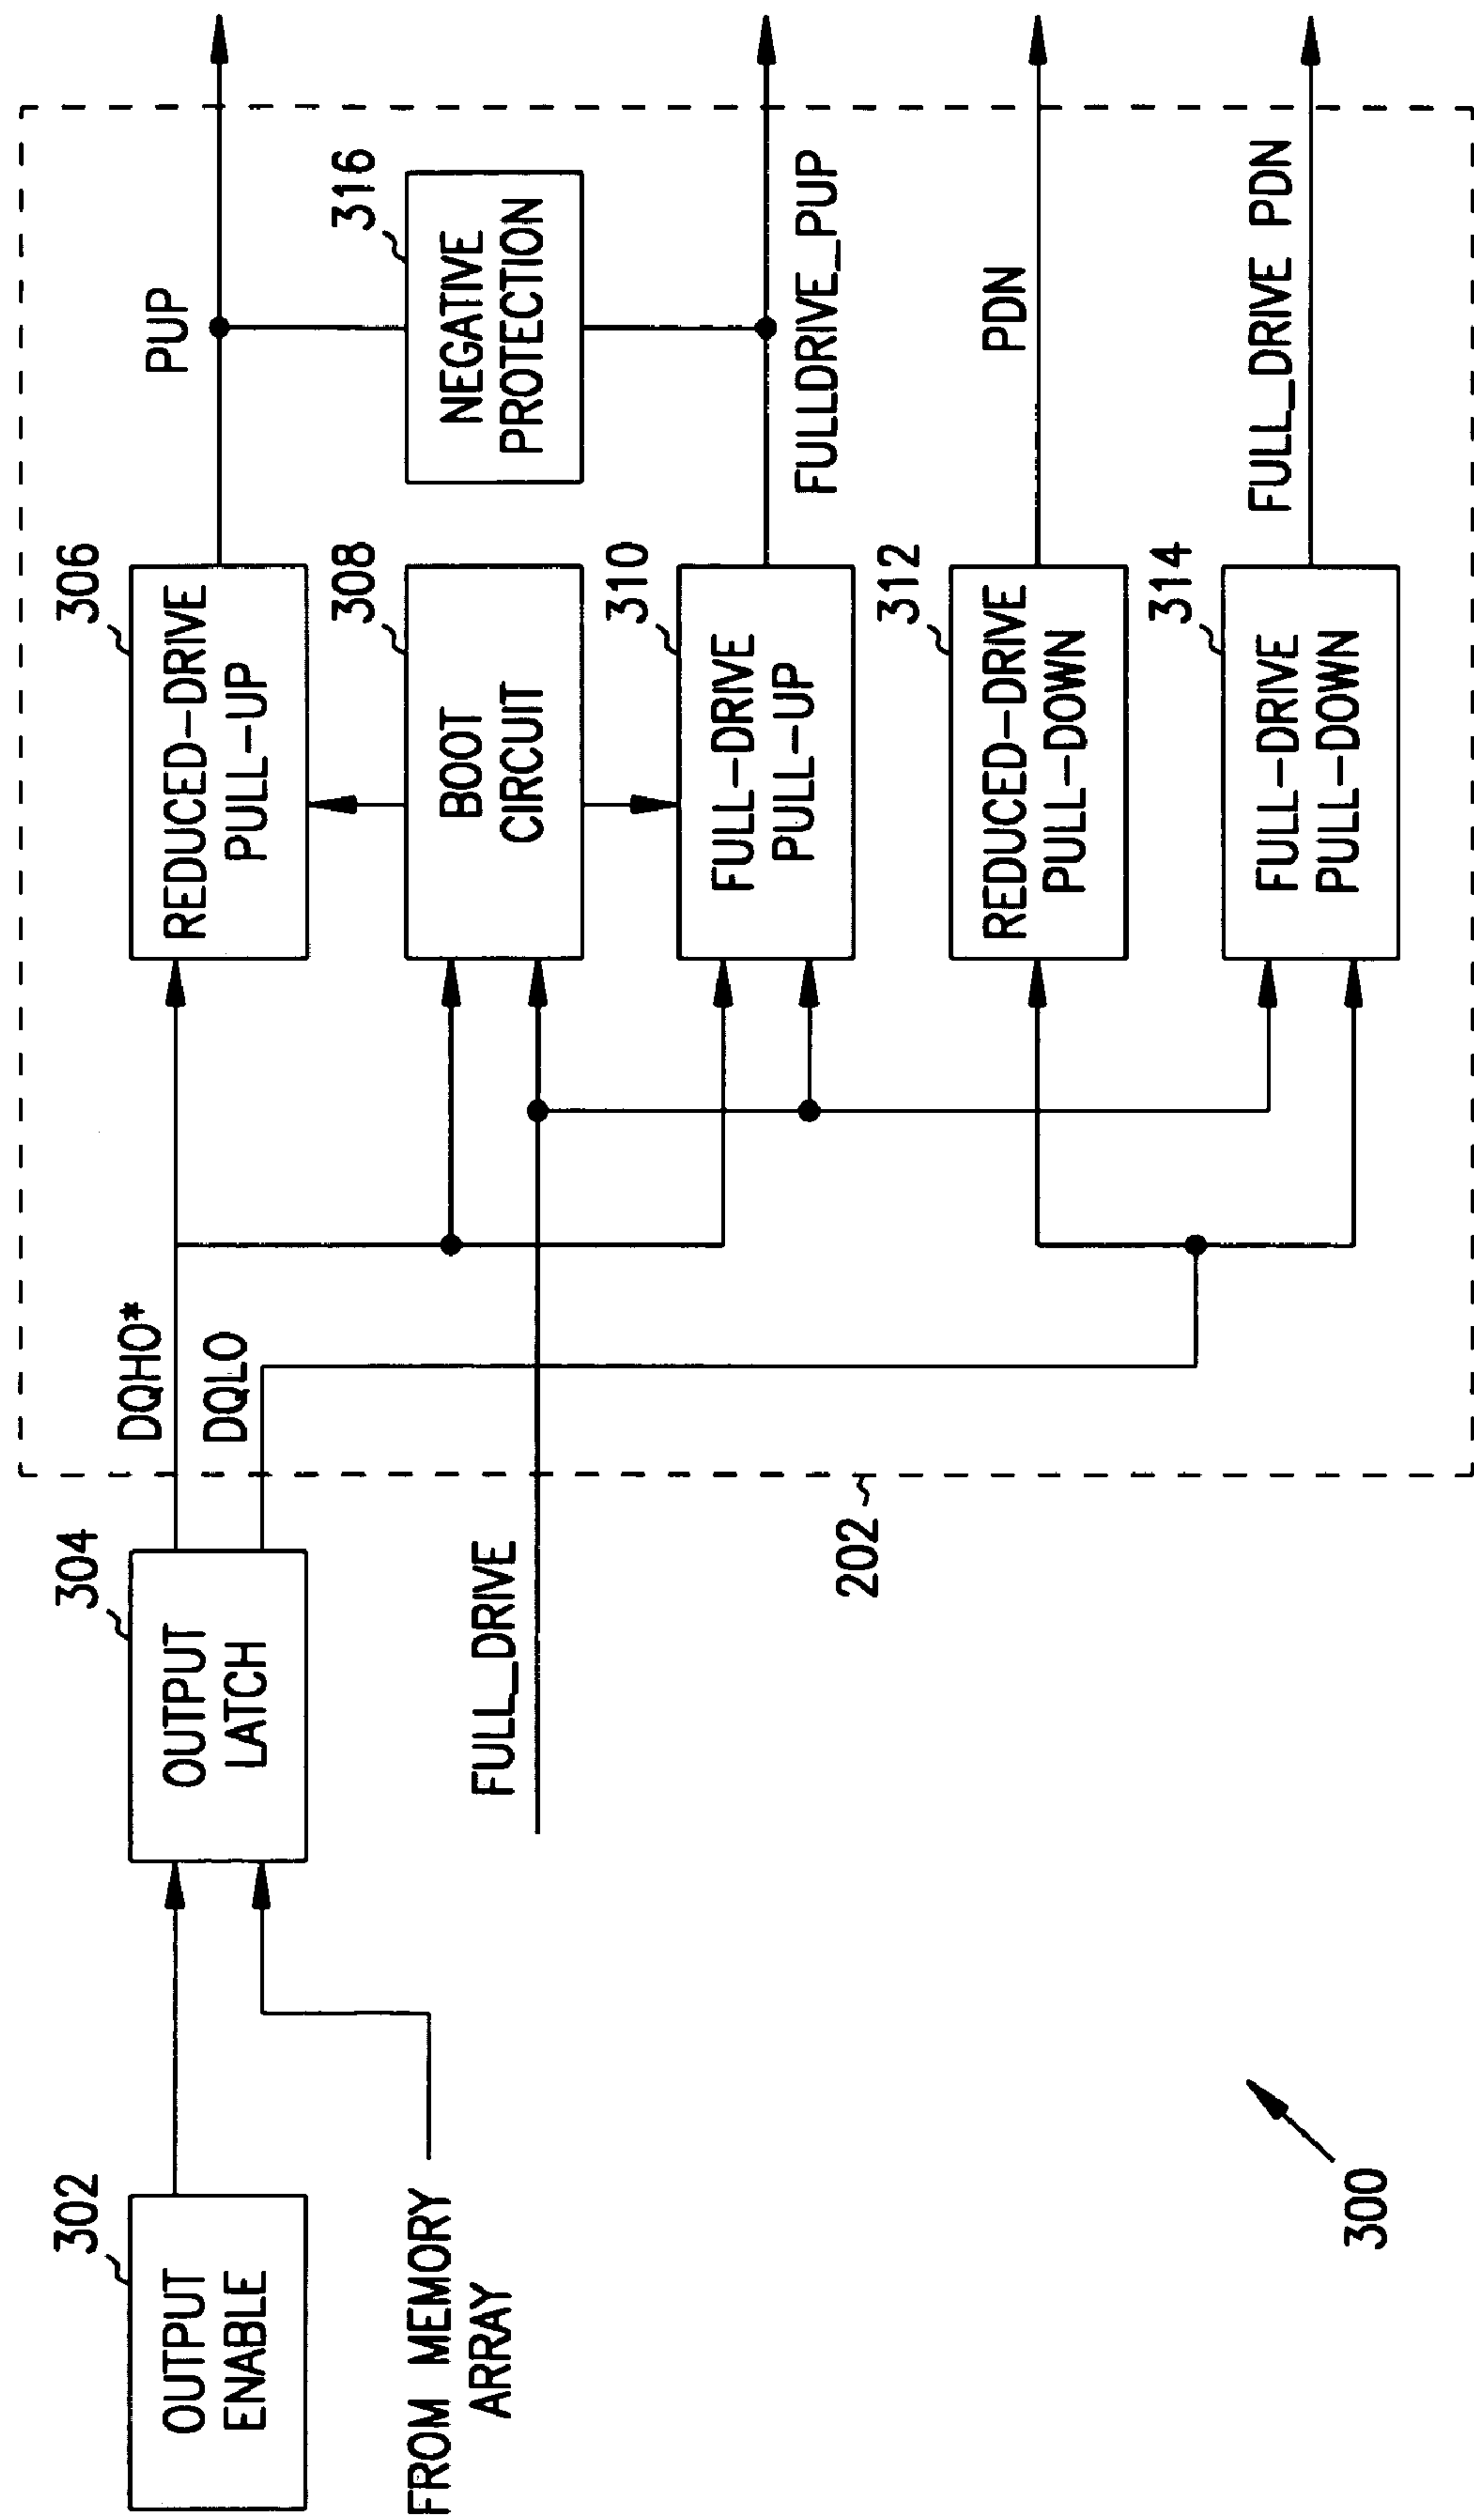 302
OUTPUT
ENABLE
FROM MEMORY
ARRAY
304
OUTPUT
LATCH
FULL_DRIVE
202
DQHO*
DQLO
306
REDUCED-DRIVE
PULL-UP
308
BOOT
CIRCUIT
310
FULL-DRIVE
PULL-UP
312
REDUCED-DRIVE
PULL-DOWN
314
FULL-DRIVE
PULL-DOWN
PUP
316
NEGATIVE
PROTECTION
FULLDRIVE_PUP
PDN
FULL_DRIVE PDN
300